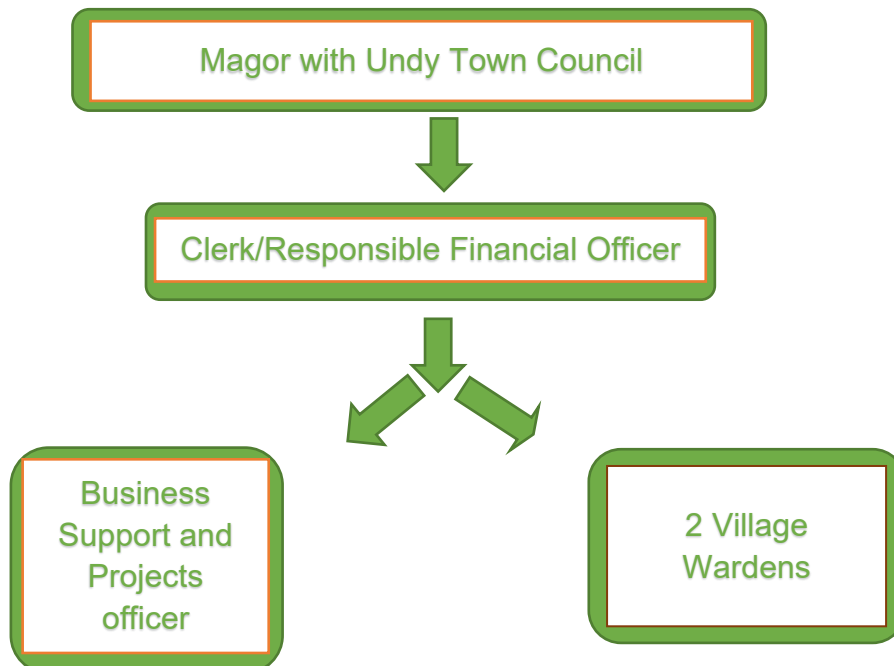 Magor with Undy Town Council
Clerk/Responsible Financial Officer
Business
Support and
Projects
officer
2 Village
Wardens